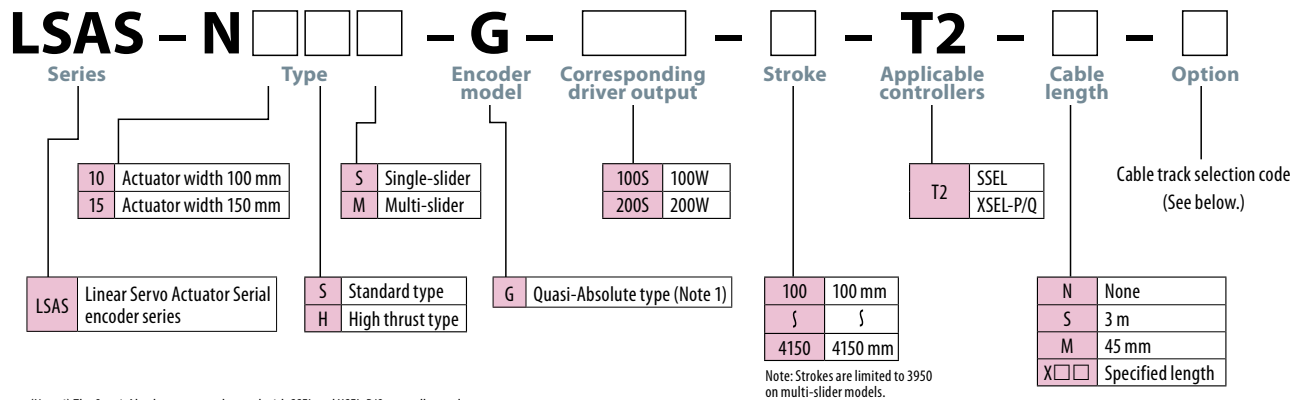 LSAS – N□□□ – G – □ – □ – T2 – □ – □
Series
Type
Encoder model
Corresponding driver output
Stroke
Applicable controllers
Cable length
Option
10 Actuator width 100 mm
15 Actuator width 150 mm
S Single-slider
M Multi-slider
100S 100W
200S 200W
T2 SSEL
XSEL-P/Q
Cable track selection code
(See below.)
LSAS Linear Servo Actuator Serial
encoder series
S Standard type
H High thrust type
G Quasi-Absolute type (Note 1)
100 100 mm
∫ ∫
4150 4150 mm
Note: Strokes are limited to 3950
on multi-slider models.
N None
S 3 m
M 45 mm
X□□ Specified length